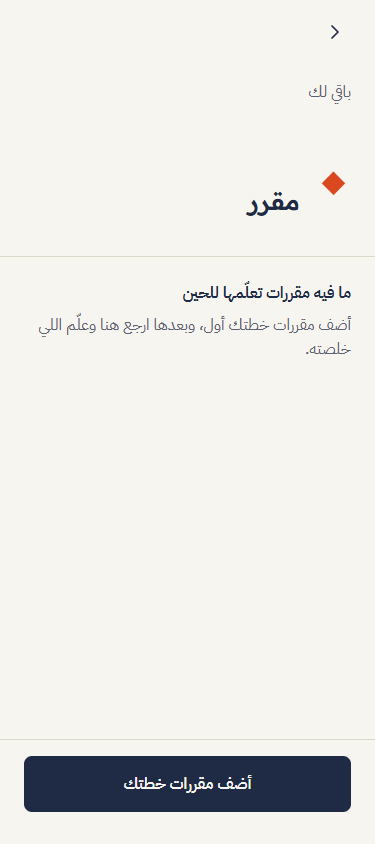 باقي لك
مقرر
ما فيه مقررات تعلّمها للحين
أضف مقررات خطتك أول، وبعدها ارجع هنا وعلّم اللي
خلصته.
أضف مقررات خطتك